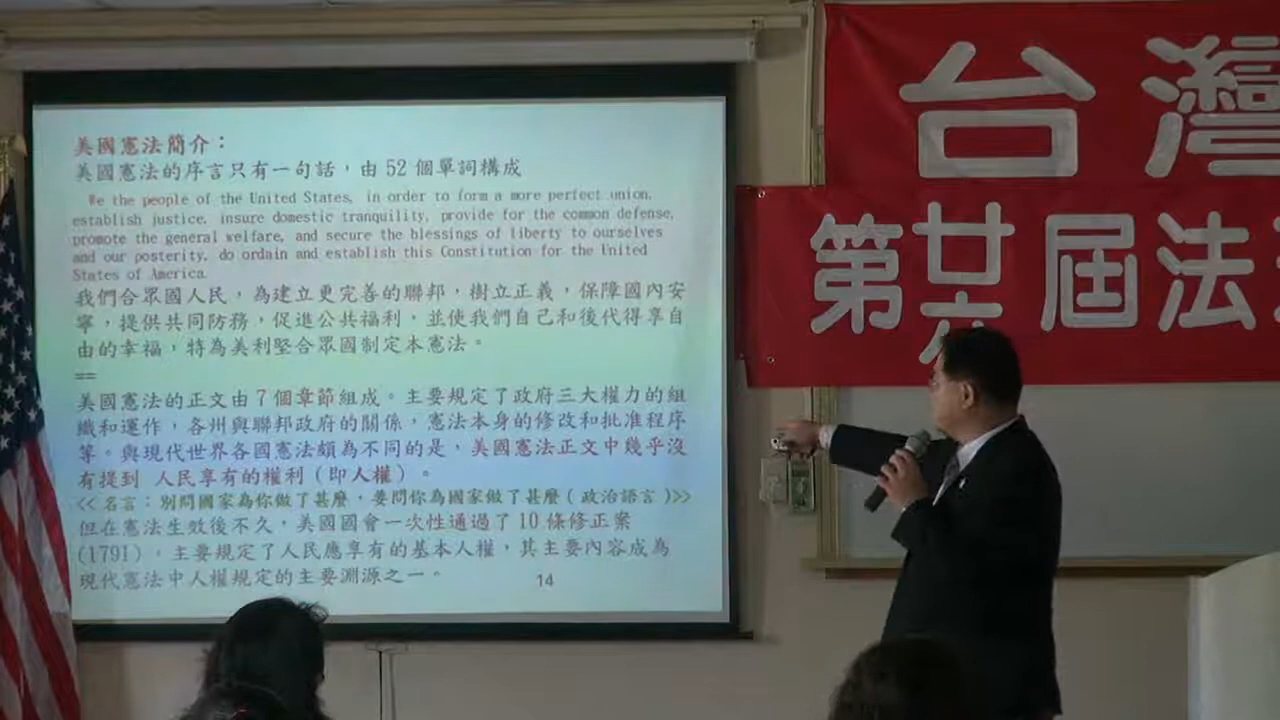 美國憲法簡介：
美國憲法的序言只有一句話，由 52 個單詞構成
We the people of the United States, in order to form a more perfect union,
establish justice, insure domestic tranquility, provide for the common defense,
promote the general welfare, and secure the blessings of liberty to ourselves
and our posterity, do ordain and establish this Constitution for the United
States of America.
我們合眾國人民，為建立更完善的聯邦，樹立正義，保障國內安
寧，提供共同防務，促進公共福利，並使我們自己和後代得享自
由的幸福，特為美利堅合眾國制定本憲法。
==
美國憲法的正文由 7 個章節組成。主要規定了政府三大權力的組
織和運作，各州與聯邦政府的關係，憲法本身的修改和批准程序
等。與現代世界各國憲法頗為不同的是，美國憲法正文中幾乎沒
有提到 人民享有的權利（即人權）。
<<名言：別問國家為你做了甚麼，要問你為國家做了甚麼(政治語言)>>
但在憲法生效後不久，美國國會一次性通過了 10 條修正案
(1791)，主要規定了人民應享有的基本人權，其主要內容成為
現代憲法中人權規定的主要淵源之一。
14
台灣
第廿六屆法